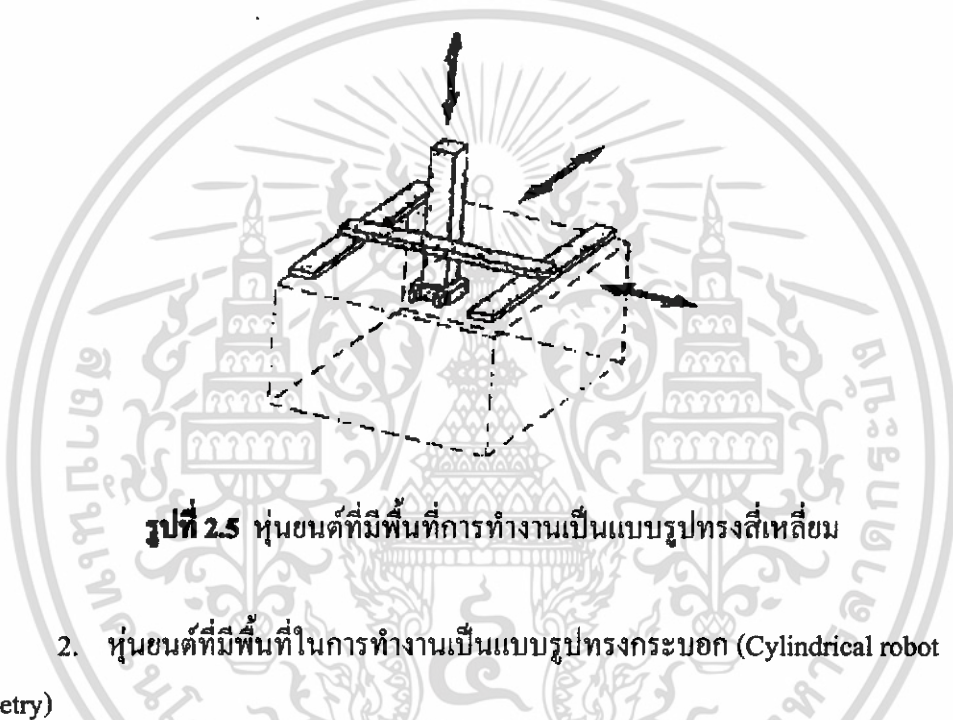 รูปที่ 2.5 หุ่นยนต์ที่มีพื้นที่การทำงานเป็นแบบรูปทรงสี่เหลี่ยม
2. หุ่นยนต์ที่มีพื้นที่ในการทำงานเป็นแบบรูปทรงกระบอก (Cylindrical robot
etry)